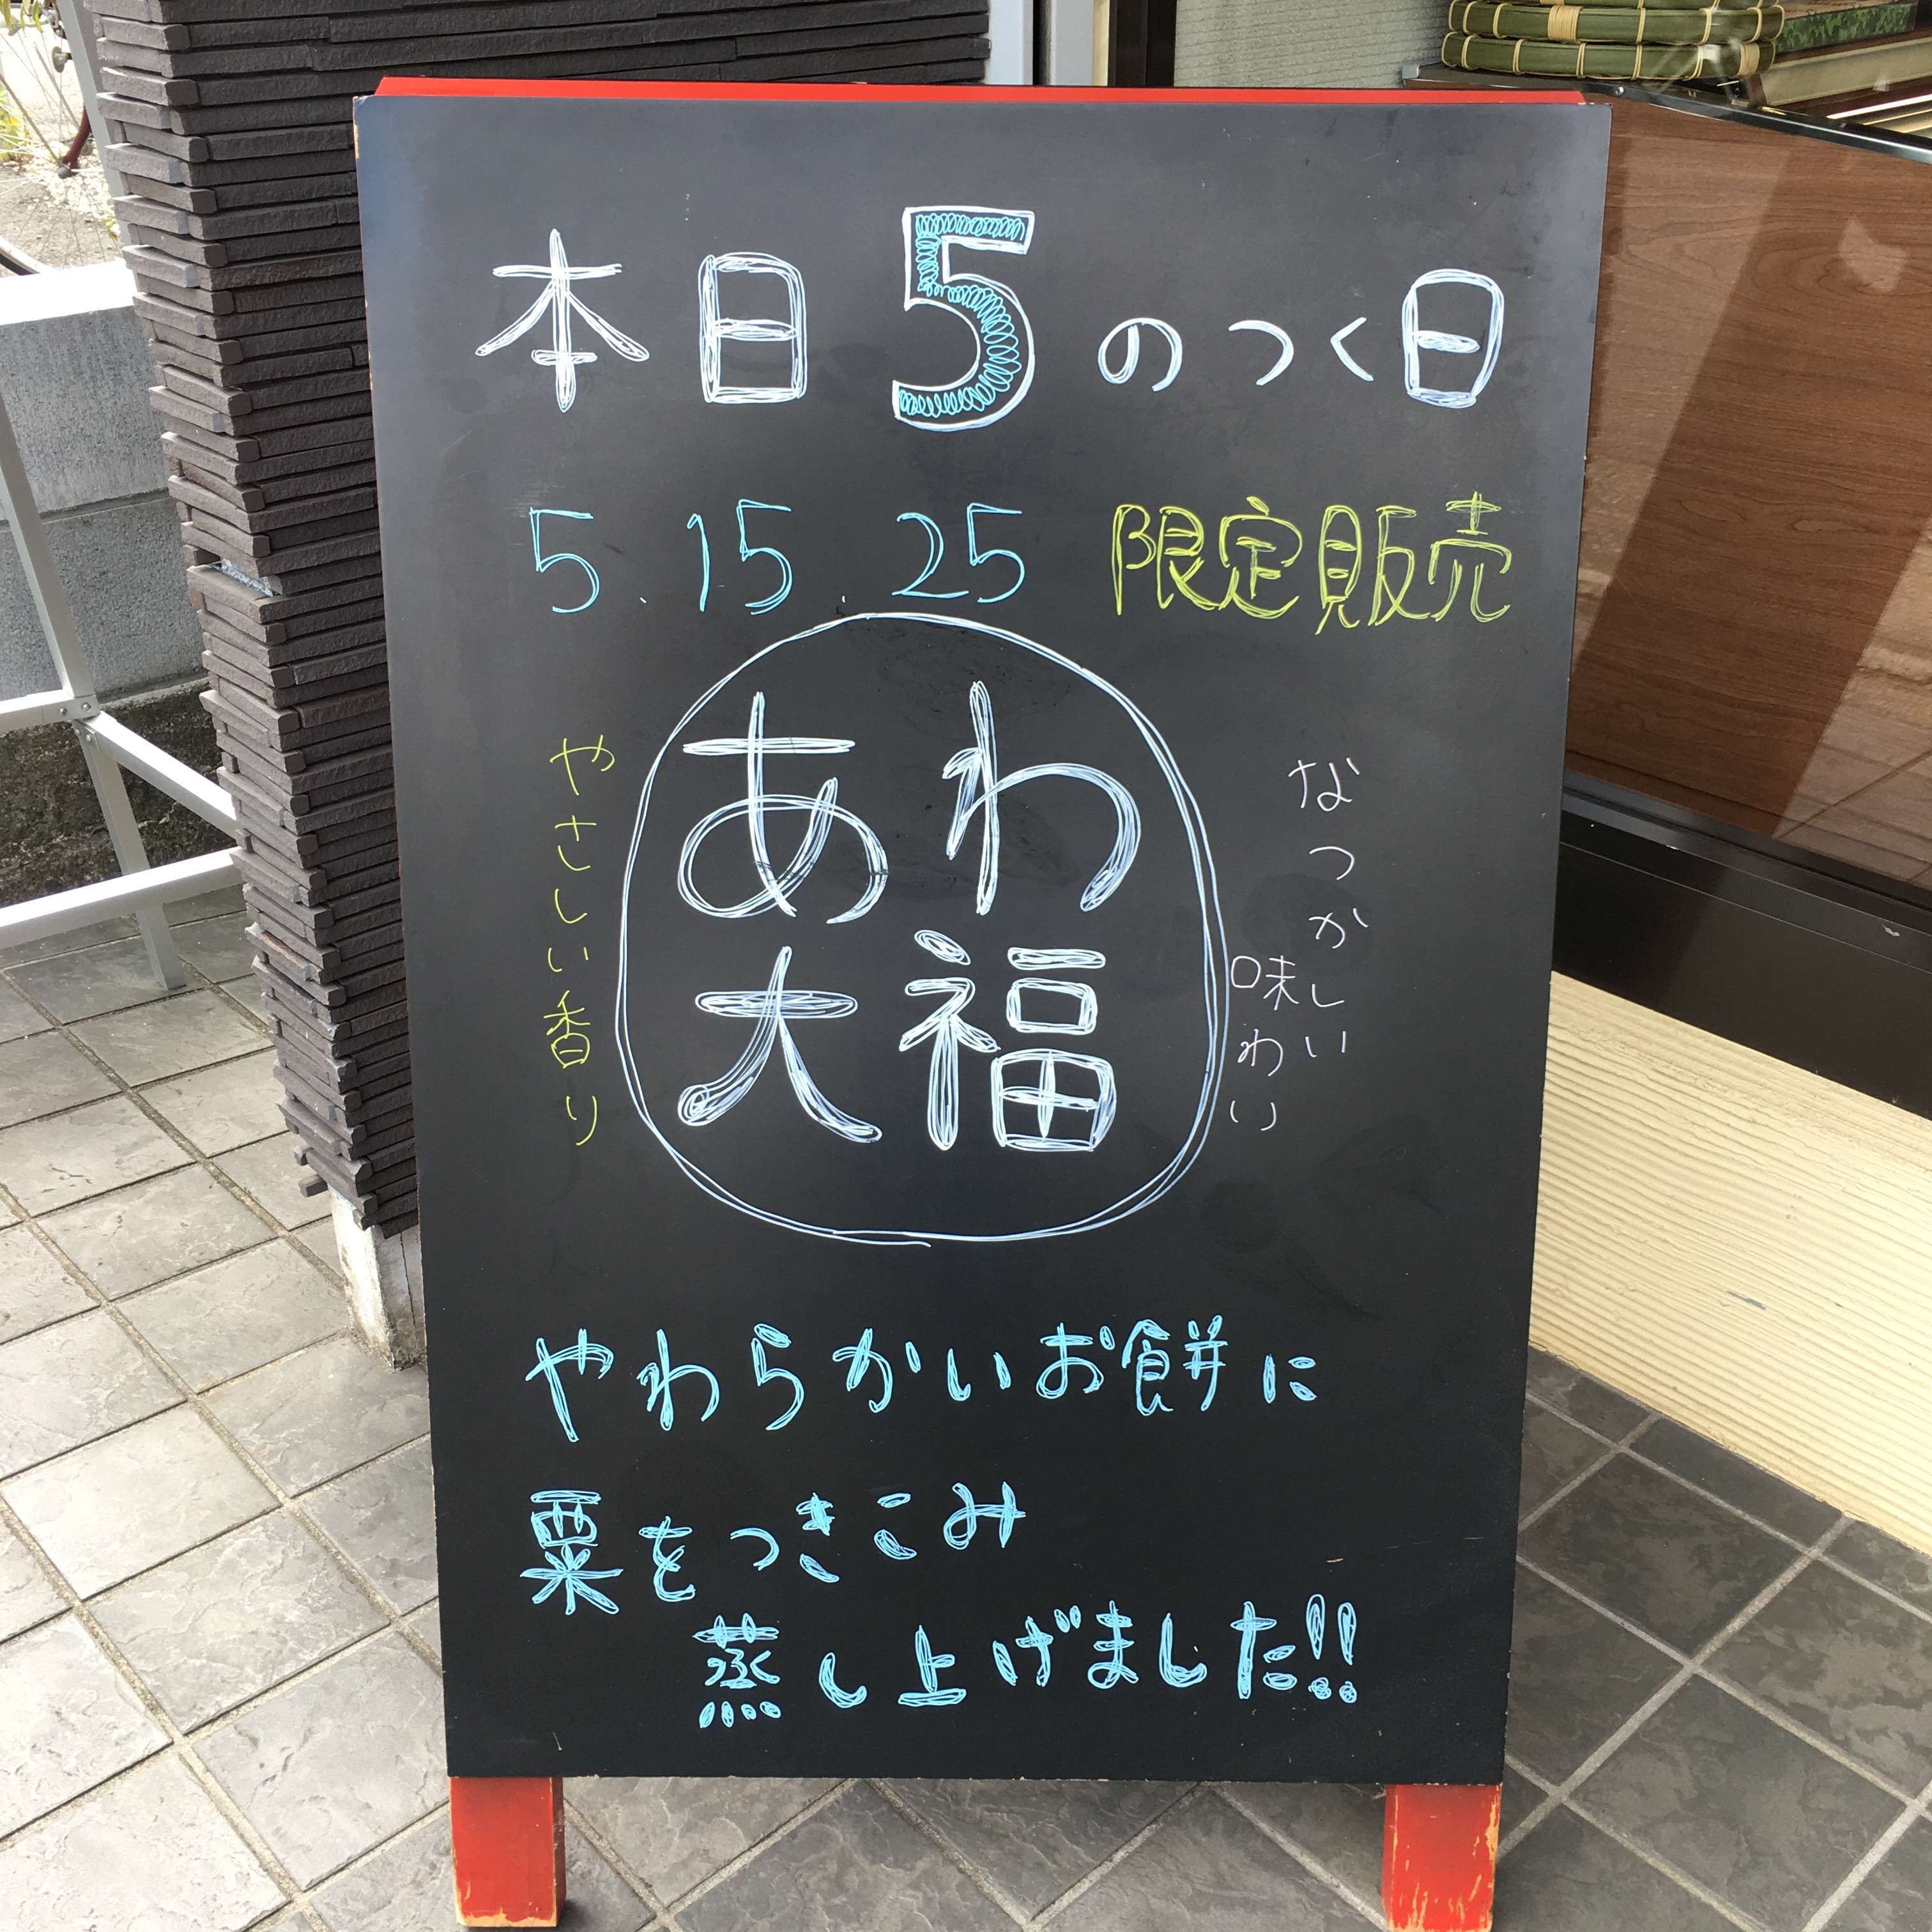 本日5のつく日
5.15.25 限定販売
あわ
大福
なつかしい
味わい
やさしい香り
やわらかいお餅に
粟をつきこみ
蒸し上げました!!